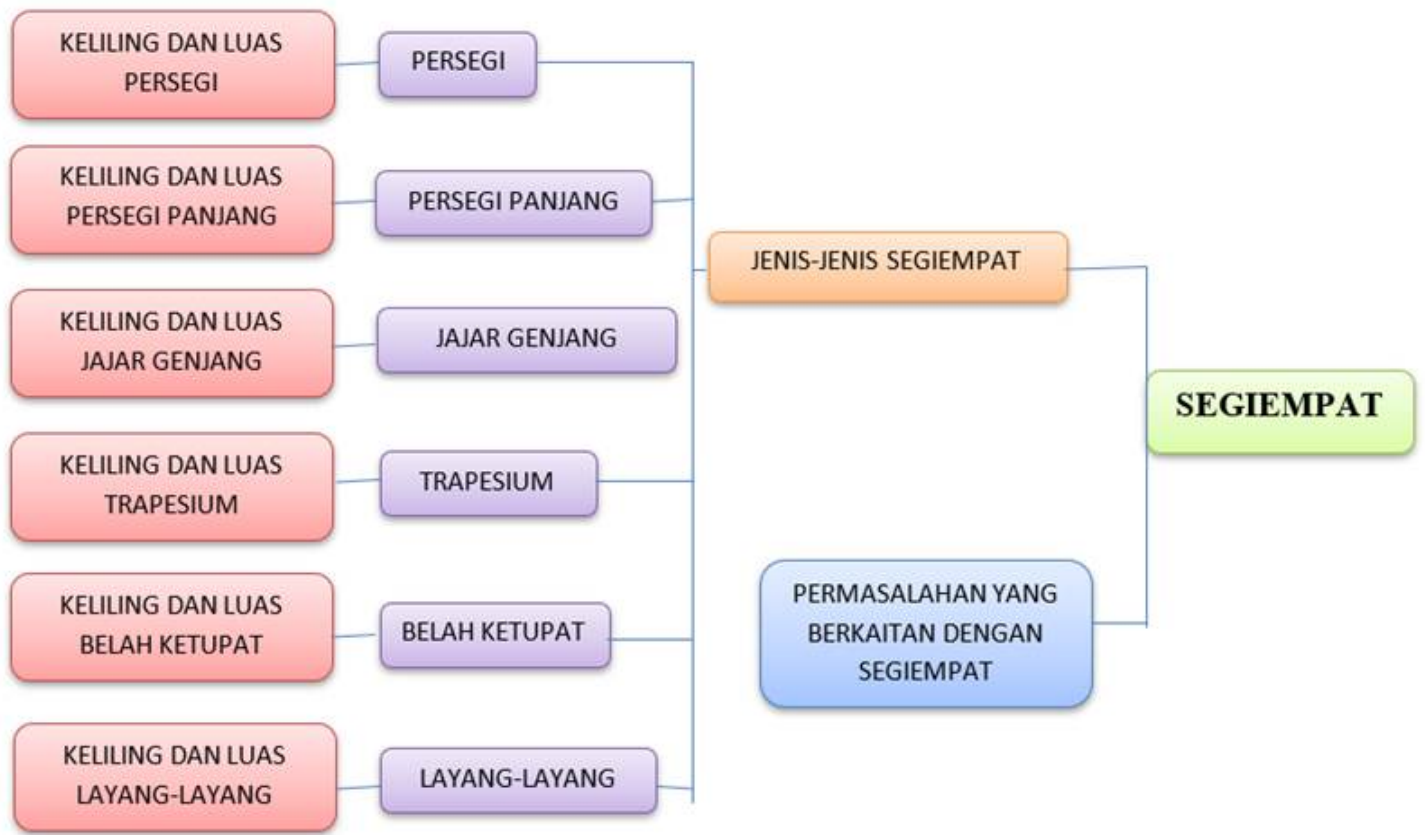 KELILING DAN LUAS
PERSEGI
PERSEGI
KELILING DAN LUAS
PERSEGI PANJANG
PERSEGI PANJANG
JENIS-JENIS SEGIEMPAT
KELILING DAN LUAS
JAJAR GENJANG
JAJAR GENJANG
SEGIEMPAT
KELILING DAN LUAS
TRAPESIUM
TRAPESIUM
PERMASALAHAN YANG
BERKAITAN DENGAN
SEGIEMPAT
KELILING DAN LUAS
BELAH KETUPAT
BELAH KETUPAT
KELILING DAN LUAS
LAYANG-LAYANG
LAYANG-LAYANG